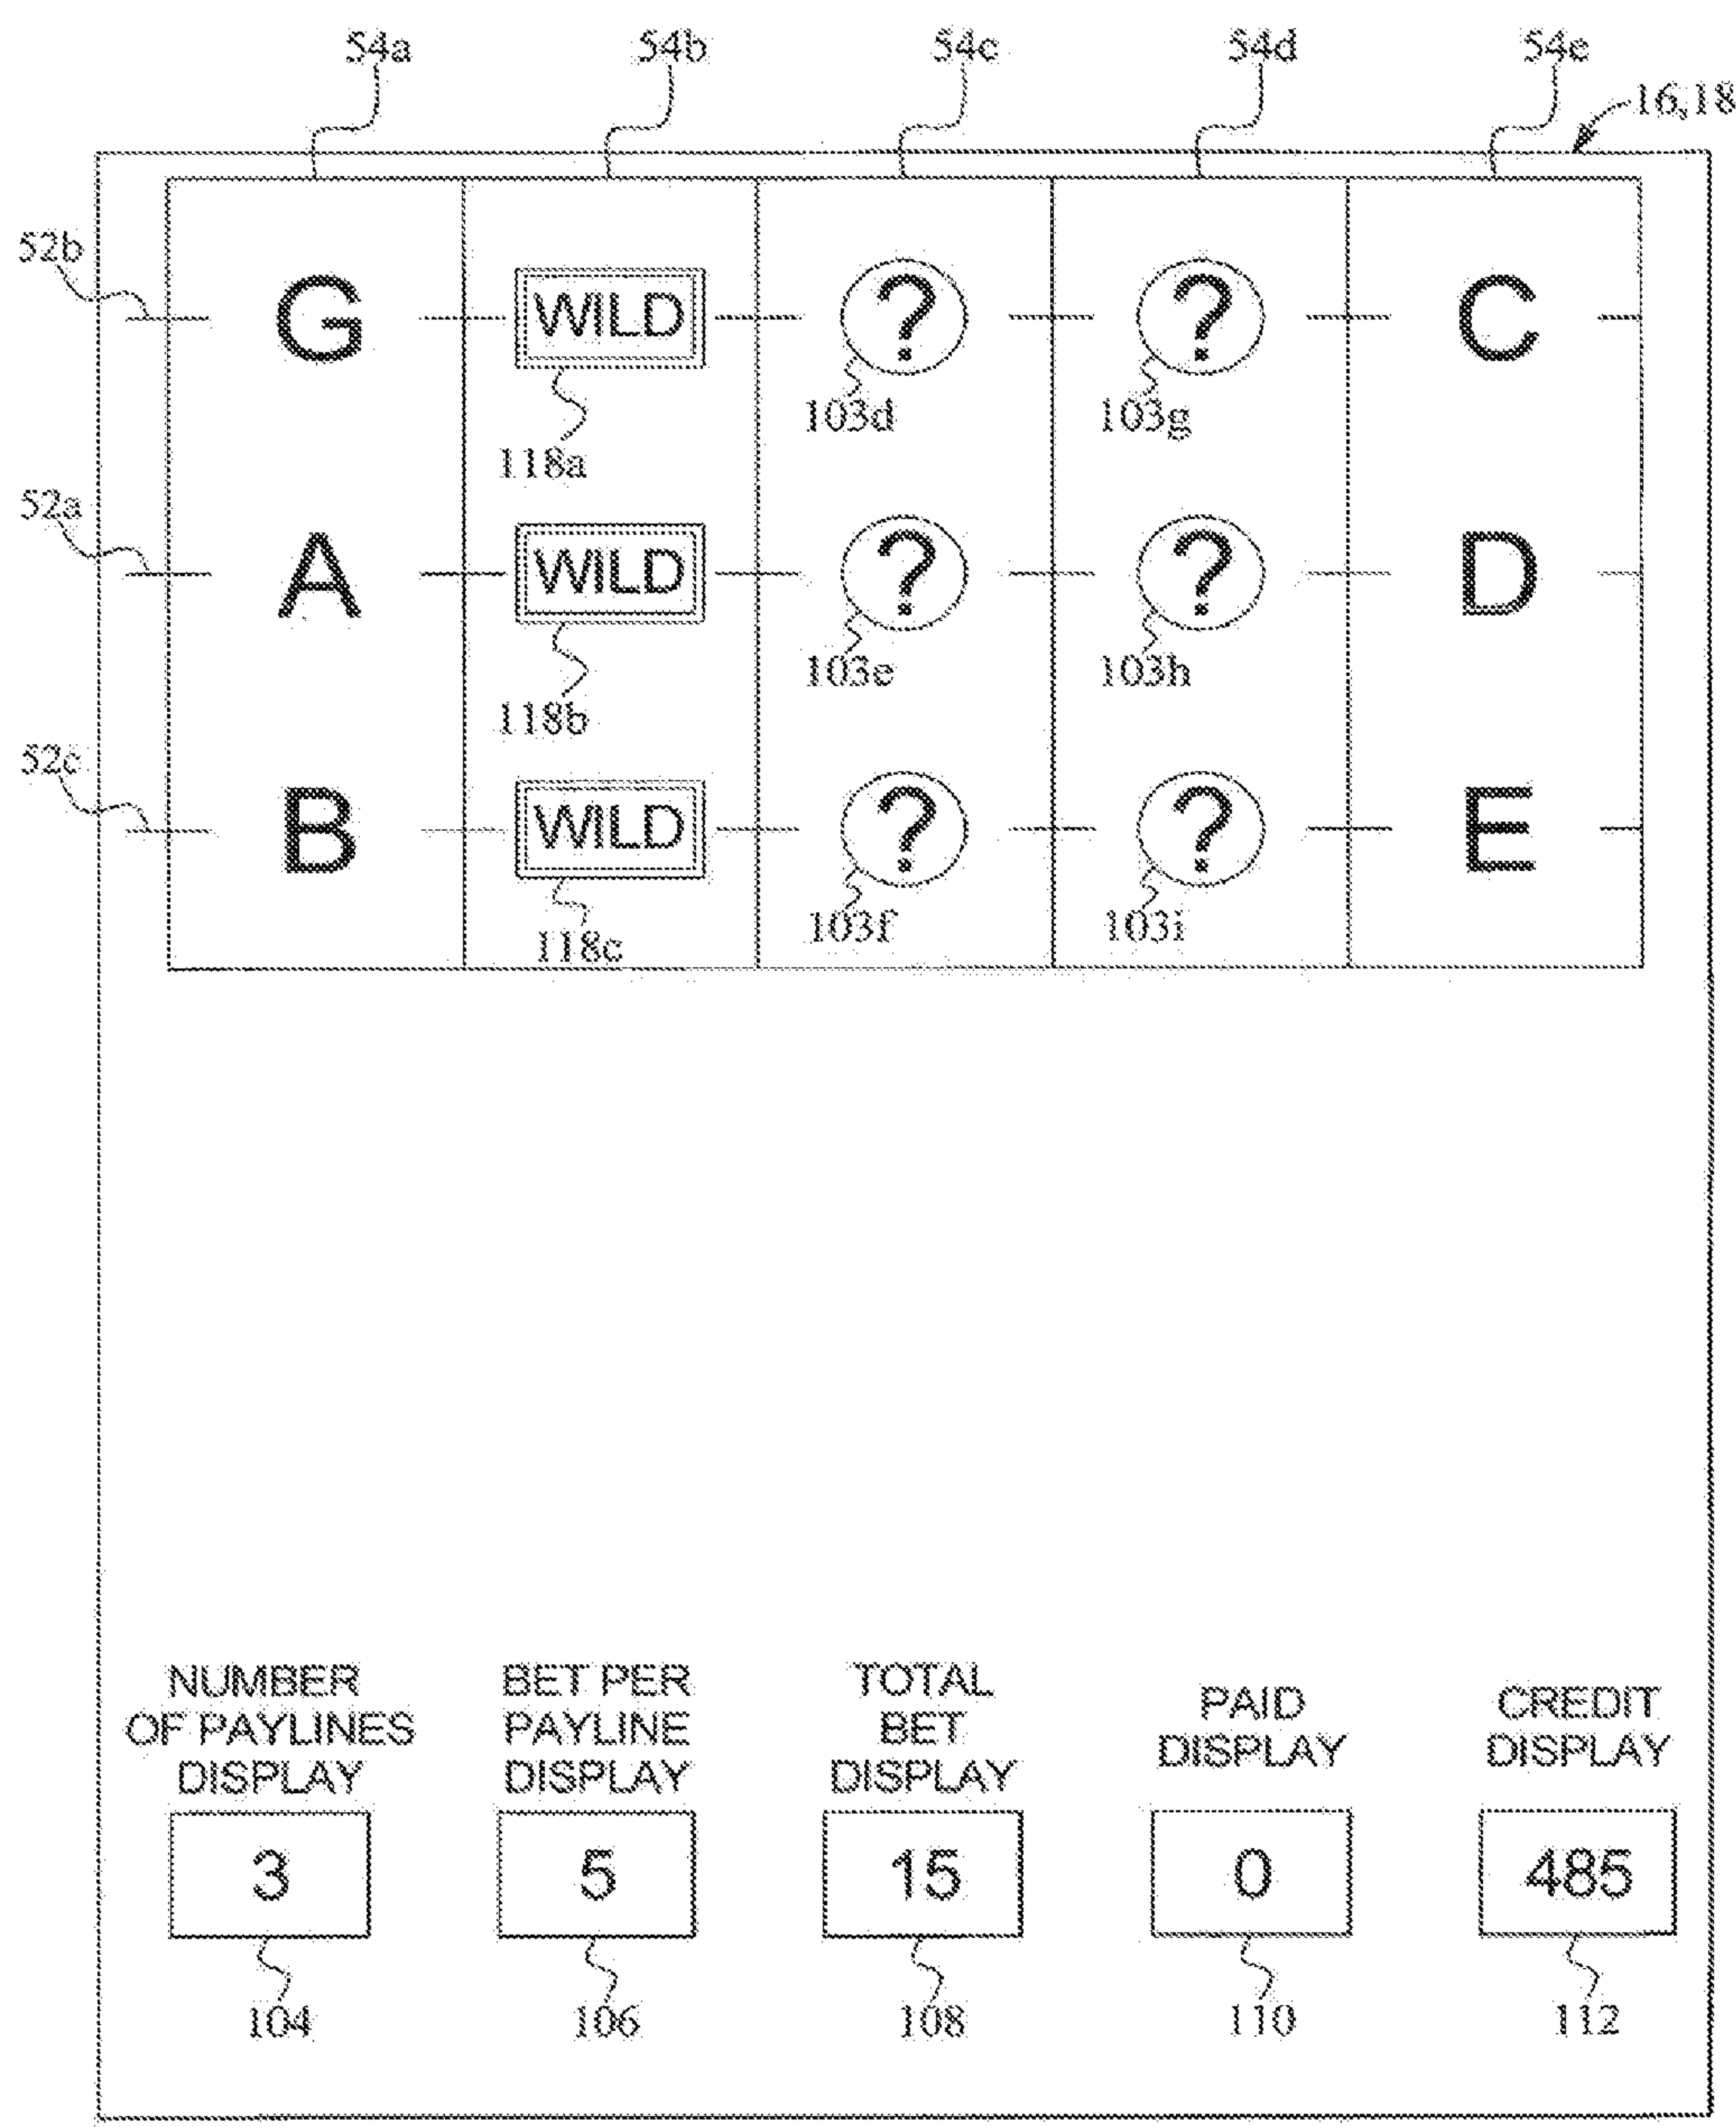 54a 54b 54c 54d 54e
16,18
52b G WILD ? ? C
103d 103g
118a
52a A WILD ? ? D
103e 103h
118b
52c B WILD ? ? E
103f 103i
118c
NUMBER OF PAYLINES DISPLAY
3
104
BET PER PAYLINE DISPLAY
5
106
TOTAL BET DISPLAY
15
108
PAID DISPLAY
0
110
CREDIT DISPLAY
485
112